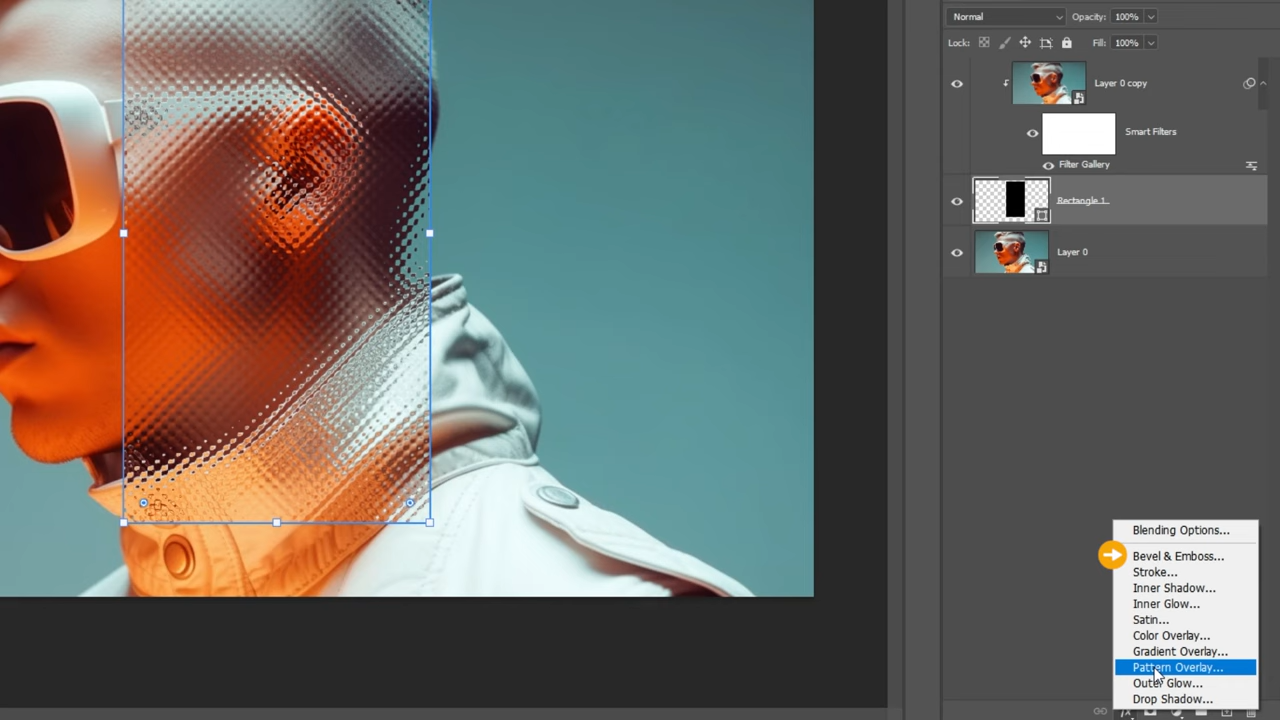 Normal
Opacity: 100%
Lock:
Fill: 100%
Layer 0 copy
Smart Filters
Filter Gallery
Rectangle 1
Layer 0
Blending Options...
Bevel & Emboss...
Stroke...
Inner Shadow...
Inner Glow...
Satin...
Color Overlay...
Gradient Overlay...
Pattern Overlay...
Outer Glow...
Drop Shadow...
fx